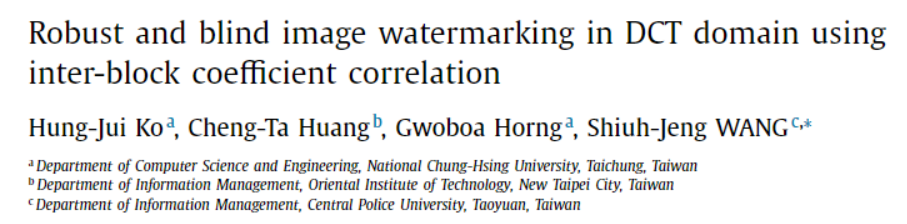 Robust and blind image watermarking in DCT domain using
inter-block coefficient correlation
Hung-Jui Ko a, Cheng-Ta Huang b, Gwoboa Horng a, Shiuh-Jeng WANG c,*
a Department of Computer Science and Engineering, National Chung-Hsing University, Taichung, Taiwan
b Department of Information Management, Oriental Institute of Technology, New Taipei City, Taiwan
c Department of Information Management, Central Police University, Taoyuan, Taiwan